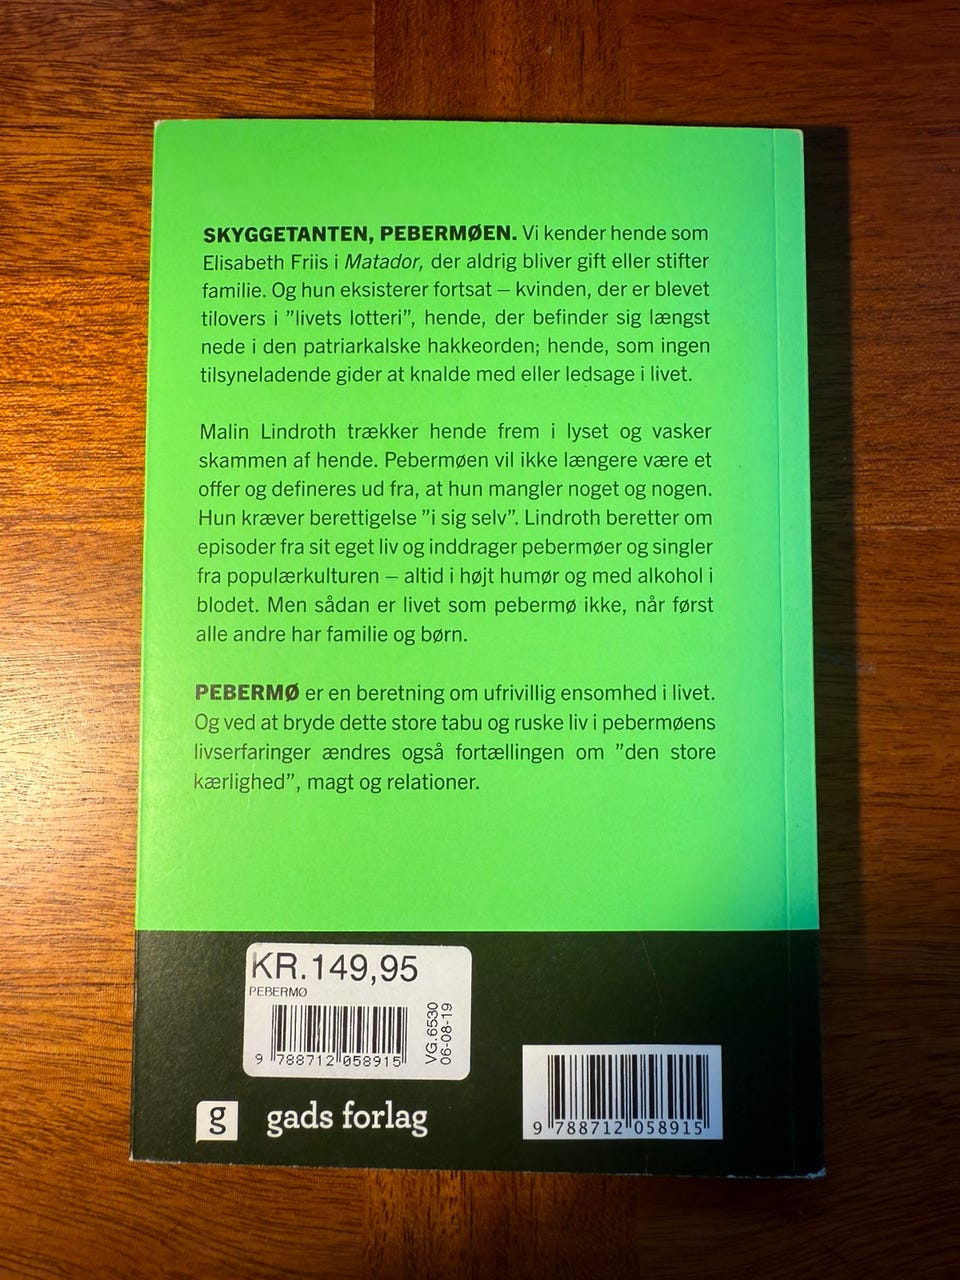 SKYGGETANTEN, PEBERMØEN. Vi kender hende som
Elisabeth Friis i Matador, der aldrig bliver gift eller stifter
familie. Og hun eksisterer fortsat – kvinden, der er blevet
tilovers i ”livets lotteri”, hende, der befinder sig længst
nede i den patriarkalske hakkeorden; hende, som ingen
tilsyneladende gider at knalde med eller ledsage i livet.
Malin Lindroth trækker hende frem i lyset og vasker
skammen af hende. Pebermøen vil ikke længere være et
offer og defineres ud fra, at hun mangler noget og nogen.
Hun kræver berettigelse ”i sig selv”. Lindroth beretter om
episoder fra sit eget liv og inddrager pebermøer og singler
fra populærkulturen – altid i højt humør og med alkohol i
blodet. Men sådan er livet som pebermø ikke, når først
alle andre har familie og børn.
PEBERMØ er en beretning om ufrivillig ensomhed i livet.
Og ved at bryde dette store tabu og ruske liv i pebermøens
livserfaringer ændres også fortællingen om ”den store
kærlighed”, magt og relationer.
KR.149,95
PEBERMØ
9 788712 058915
VG.6530
06-08-19
g gads forlag
9 788712 058915